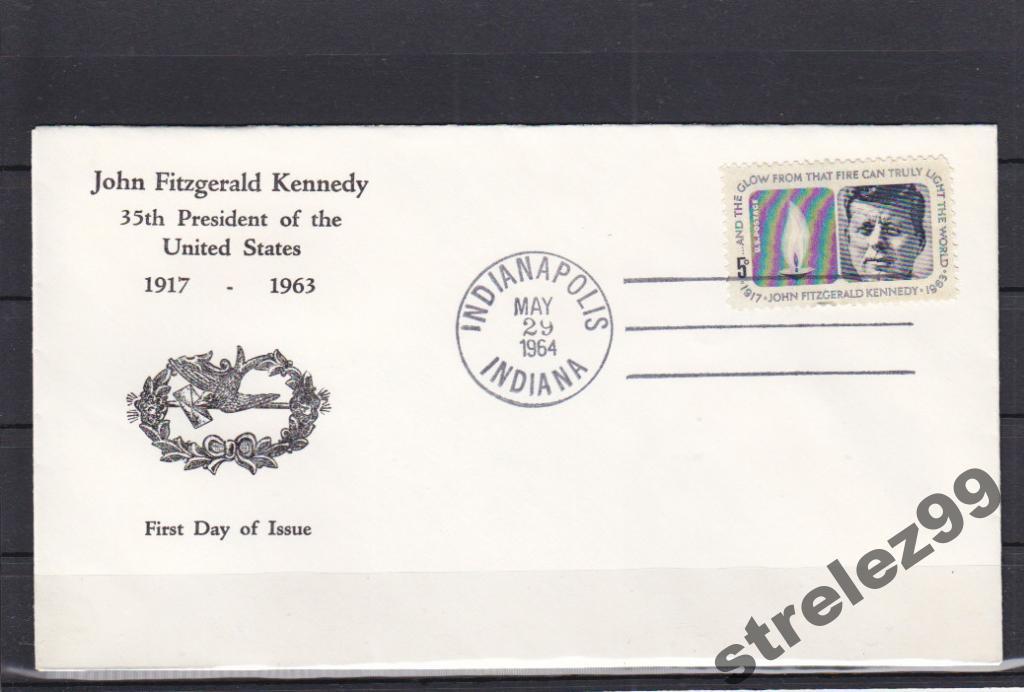 John Fitzgerald Kennedy
35th President of the
United States
1917 - 1963
First Day of Issue
INDIANAPOLIS
MAY
29
1964
INDIANA
...AND THE GLOW FROM THAT FIRE CAN TRULY LIGHT THE WORLD
U.S. POSTAGE
5¢
1917 • JOHN FITZGERALD KENNEDY • 1963
strelez99